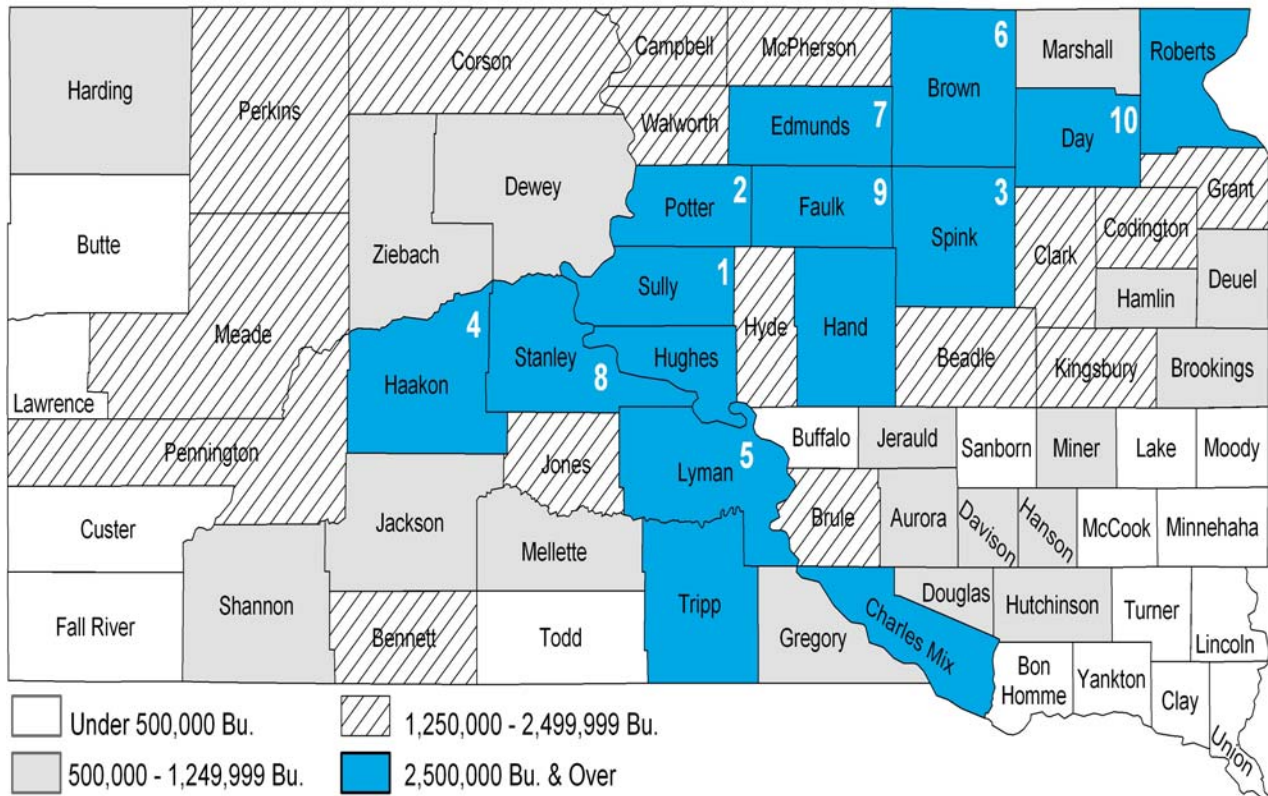 Harding
Perkins
Corson
Campbell
McPherson
6
Brown
Marshall
Roberts
Walworth
Edmunds
7
Day
10
Butte
Ziebach
Dewey
Potter
2
Faulk
9
Spink
3
Clark
Grant
Codington
Deuel
Hamlin
Meade
Sully
1
Hyde
Hand
Lawrence
Haakon
4
Stanley
8
Hughes
Beadle
Kingsbury
Brookings
Pennington
Jones
Lyman
5
Buffalo
Jerauld
Sanborn
Miner
Lake
Moody
Custer
Jackson
Mellette
Brule
Aurora
Davison
Hanson
McCook
Minnehaha
Fall River
Shannon
Bennett
Todd
Tripp
Gregory
Charles Mix
Douglas
Hutchinson
Turner
Lincoln
Bon
Homme
Yankton
Clay
Union
Under 500,000 Bu.
1,250,000 - 2,499,999 Bu.
500,000 - 1,249,999 Bu.
2,500,000 Bu. & Over